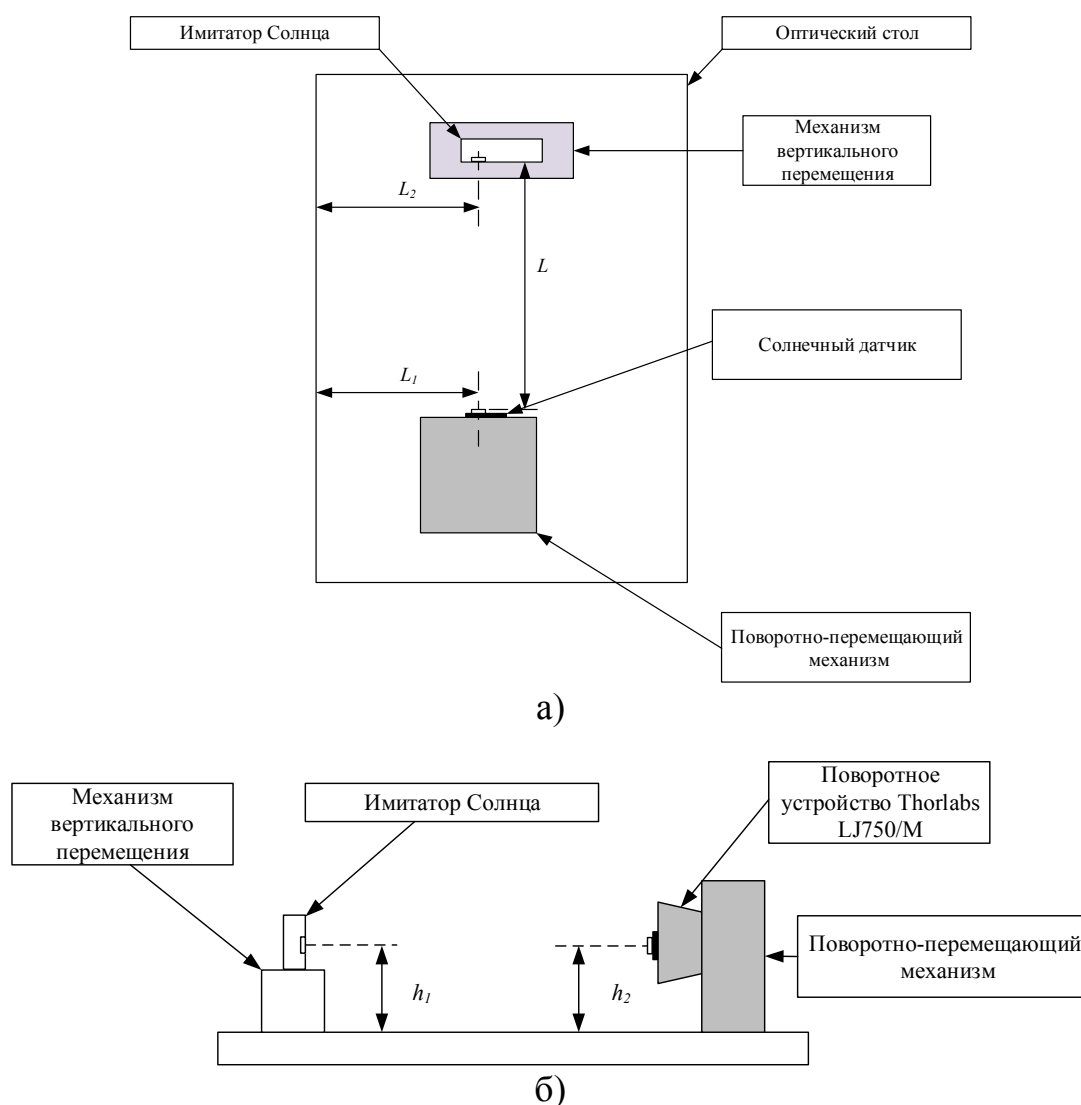 Имитатор Солнца
Оптический стол
Механизм
вертикального
перемещения
L2
L
Солнечный датчик
L1
Поворотно-перемещающий
механизм
а)
Поворотное
устройство Thorlabs
LJ750/M
Механизм
вертикального
перемещения
Имитатор Солнца
Поворотно-перемещающий
механизм
h1
h2
б)